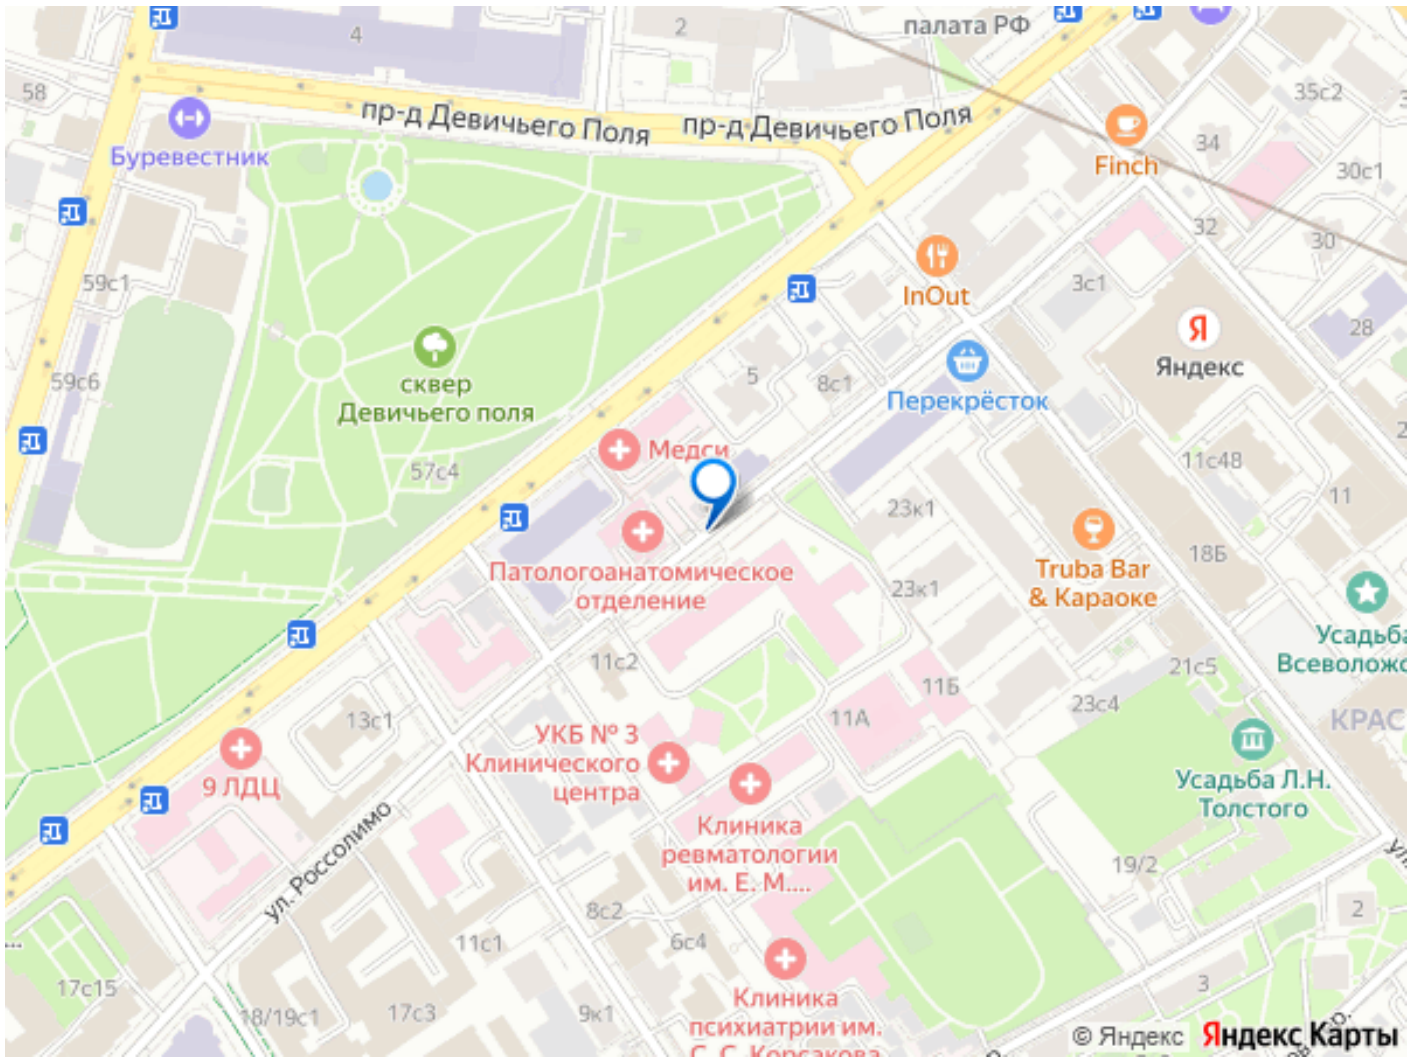 палата РФ
4
2
58
35с2
пр-д Девичьего Поля
пр-д Девичьего Поля
34
Буревестник
Finch
30с1
32
30
59с1
3с1
InOut
28
Яндекс
5
8с1
59с6
сквер
Девичьего поля
Перекрёсток
Медси
57с4
11с48
11
23к1
18Б
Патологоанатомическое
отделение
Truba Bar
& Караоке
23к1
Усадьба
Всеволожс
11с2
21с5
11Б
23с4
КРАС
13с1
11А
УКБ № 3
Клинического
центра
9 ЛДЦ
Усадьба Л.Н.
Толстого
Клиника
ревматологии
им. Е. М....
ул. Россолимо
ул.
19/2
8с2
2
11с1
6с4
17с15
3
18/19с1
17с3
9к1
Клиника
психиатрии им.
С. С. Корсакова
© Яндекс Яндекс Карты